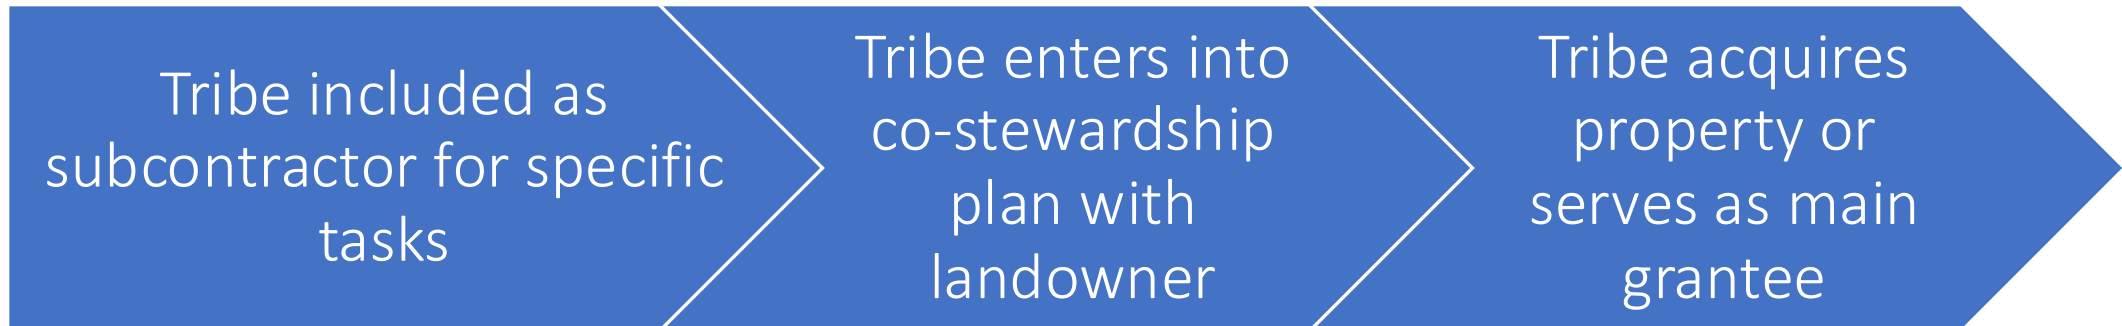 Tribe included as
subcontractor for specific
tasks
Tribe enters into
co-stewardship
plan with
landowner
Tribe acquires
property or
serves as main
grantee